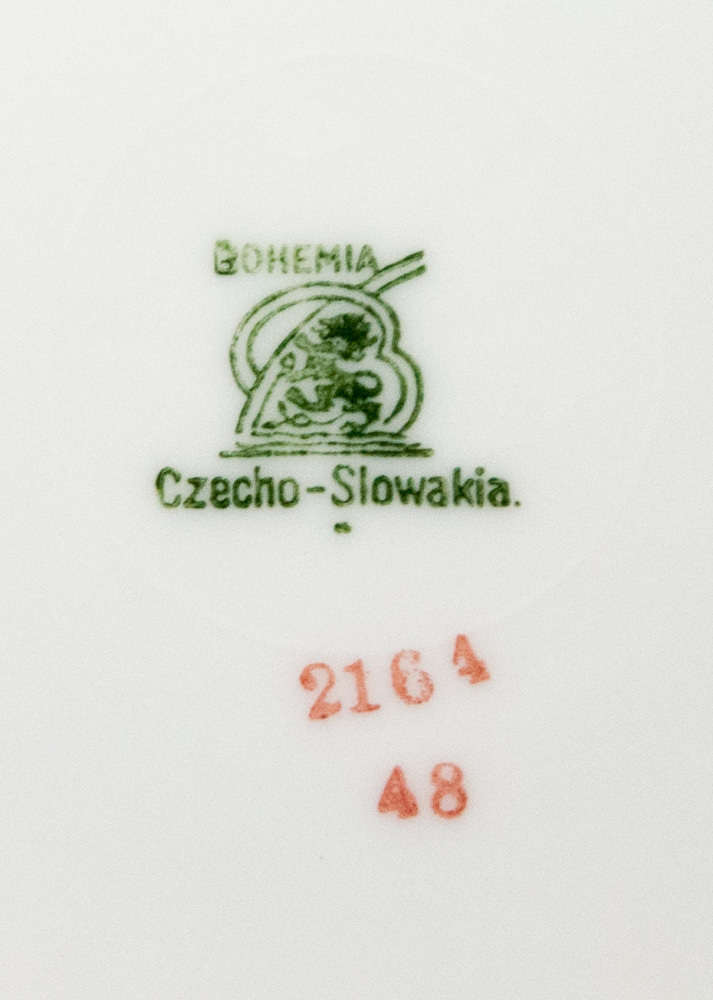 BOHEMIA
Czecho-Slowakia.
2164
48